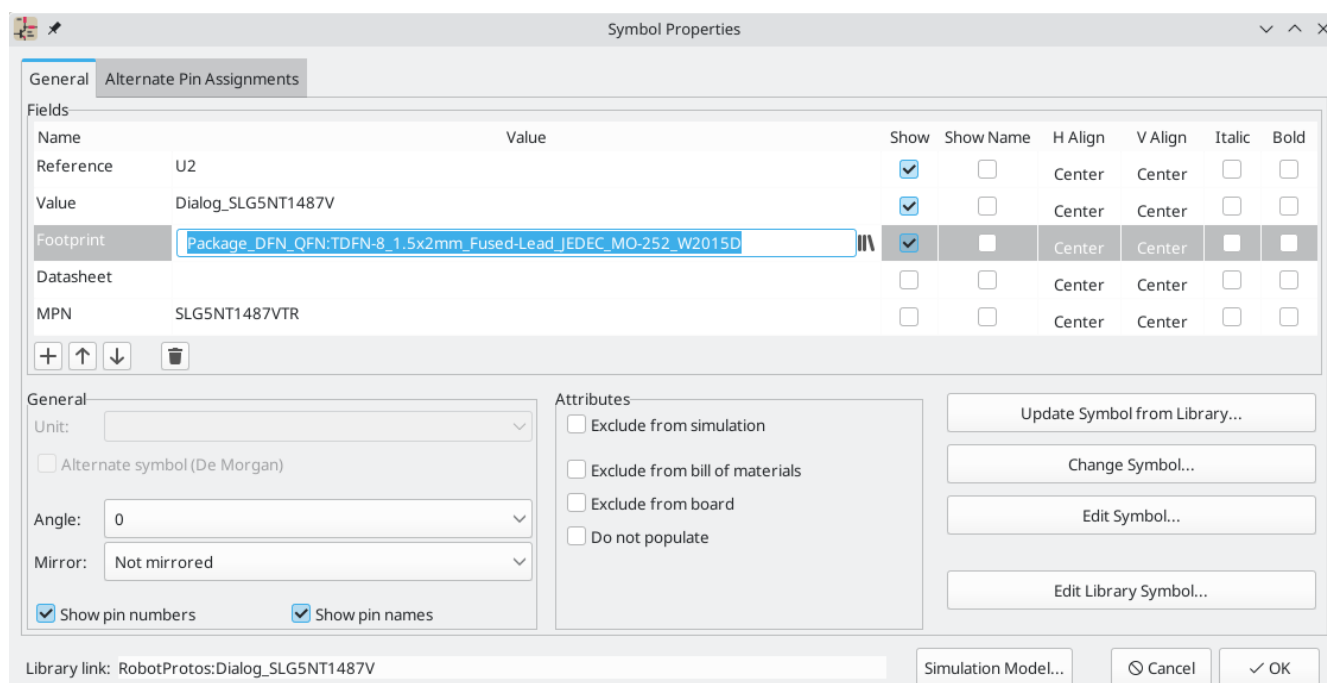 Symbol Properties
General Alternate Pin Assignments
Fields
Name Value Show Show Name H Align V Align Italic Bold
Reference U2 Center Center
Value Dialog_SLG5NT1487V Center Center
Footprint Package_DFN_QFN:TDFN-8_1.5x2mm_Fused-Lead_JEDEC_MO-252_W2015D Center Center
Datasheet Center Center
MPN SLG5NT1487VTR Center Center
General
Unit:
Alternate symbol (De Morgan)
Angle: 0
Mirror: Not mirrored
Show pin numbers Show pin names
Attributes
Exclude from simulation
Exclude from bill of materials
Exclude from board
Do not populate
Update Symbol from Library...
Change Symbol...
Edit Symbol...
Edit Library Symbol...
Library link: RobotProtos:Dialog_SLG5NT1487V Simulation Model... Cancel OK